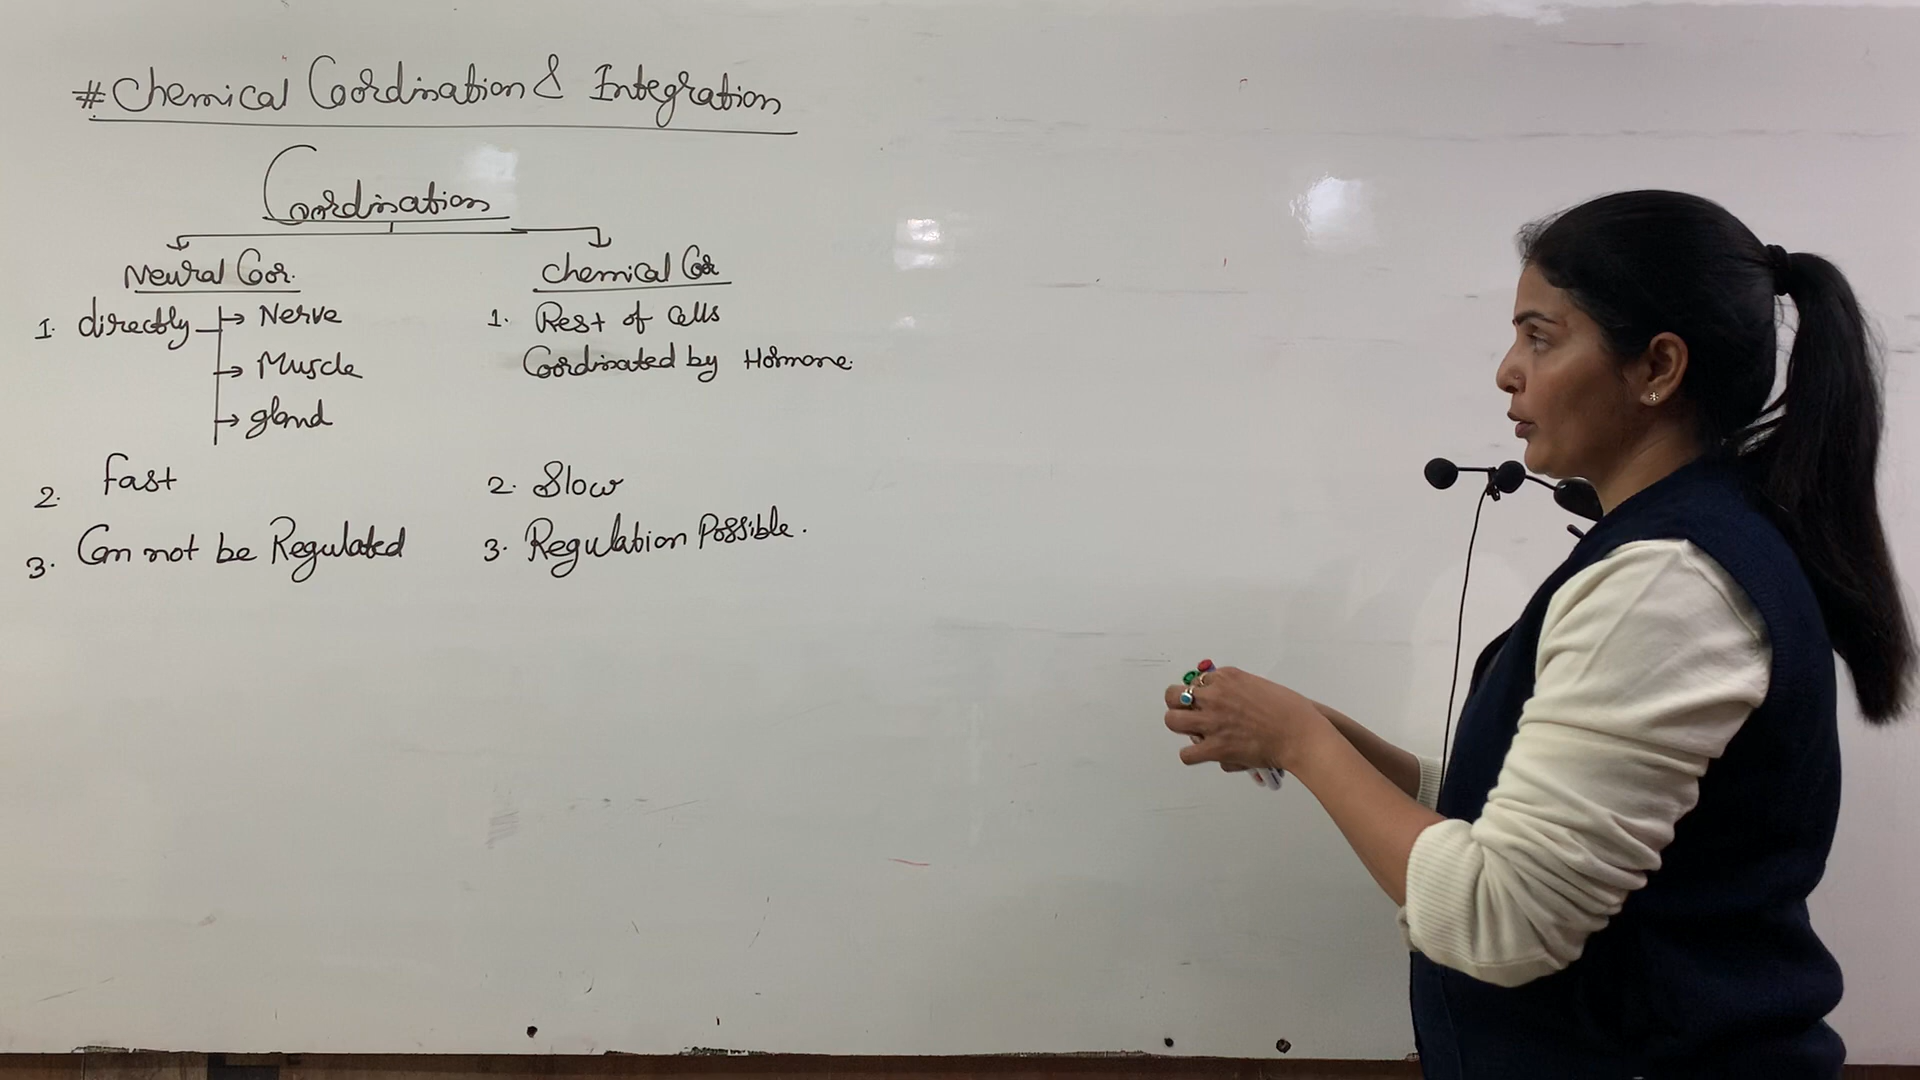 # Chemical Coordination & Integration
Coordination
Neural Cor.
1. directly → Nerve
→ Muscle
→ gland
2. fast
3. Can not be Regulated
Chemical Cor
1. Rest of Cells
Coordinated by Hormone.
2. Slow
3. Regulation Possible.